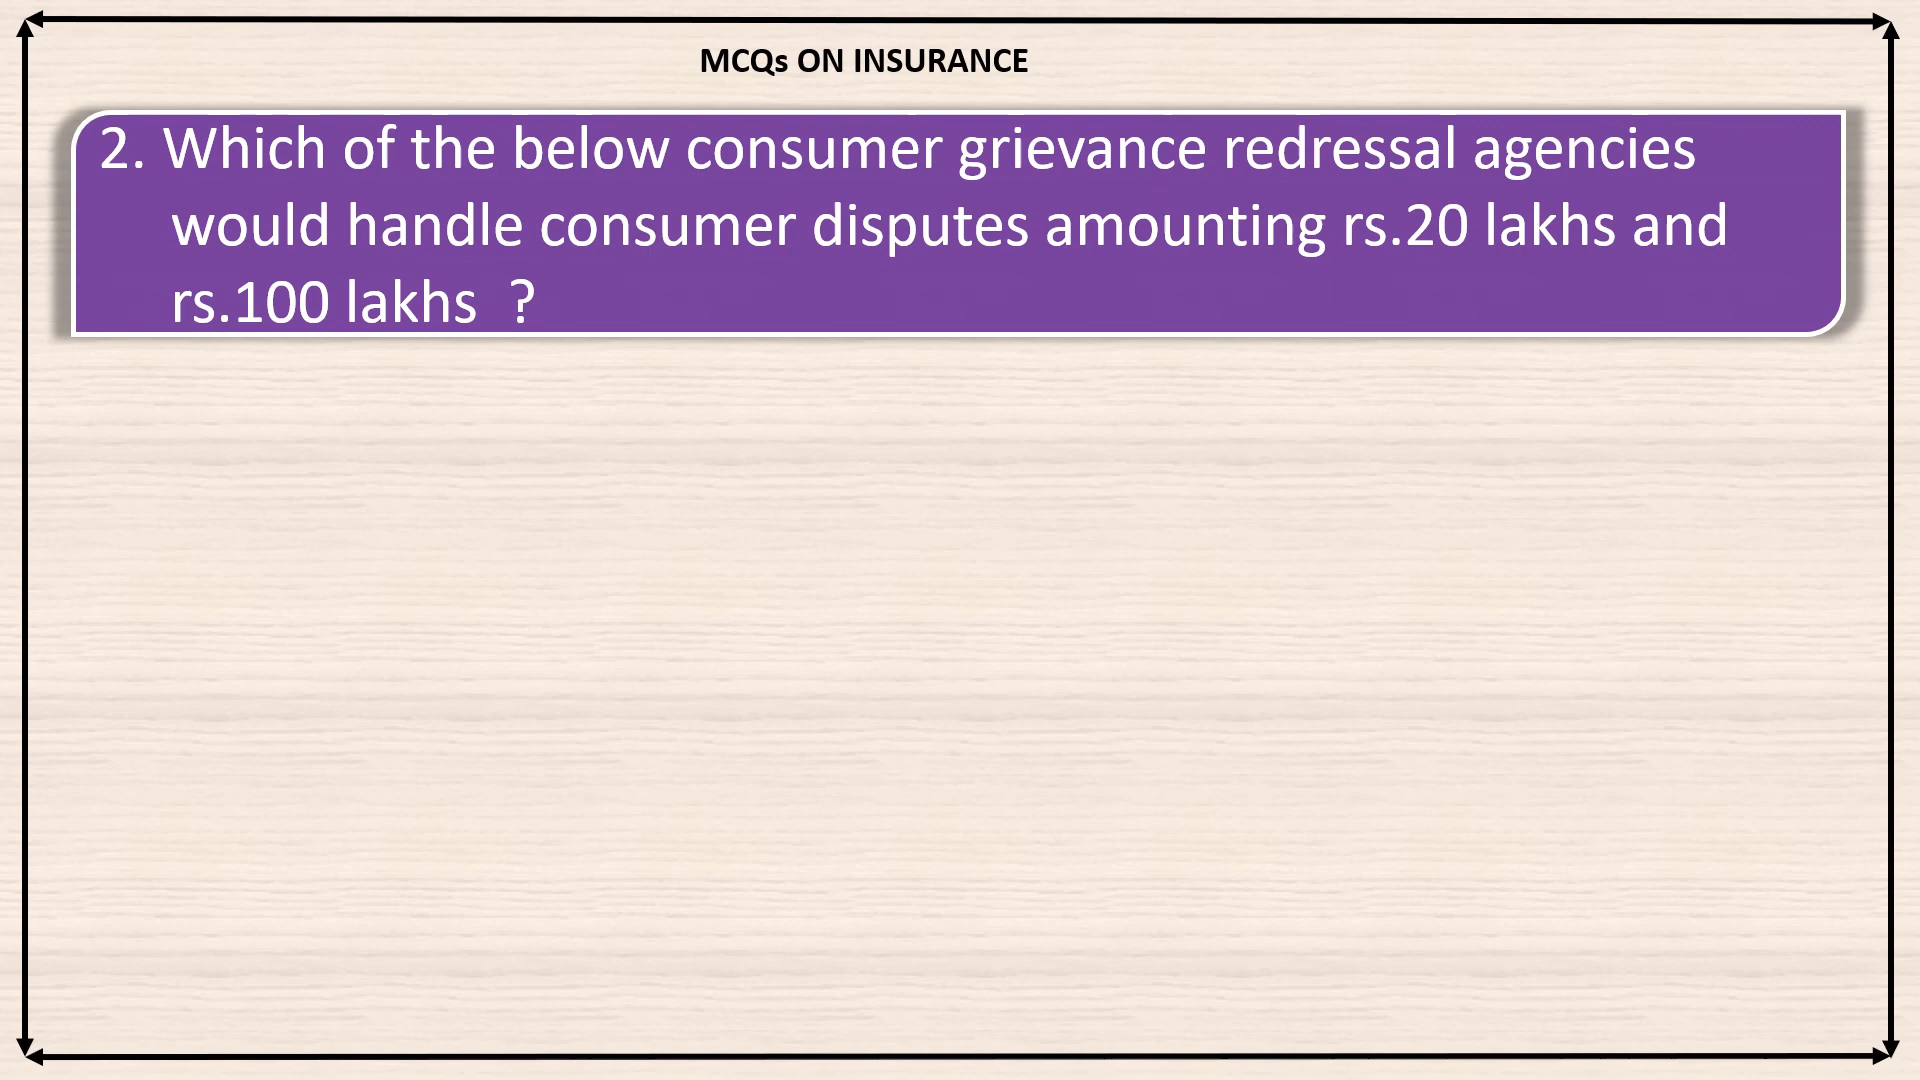 MCQs ON INSURANCE
2. Which of the below consumer grievance redressal agencies
would handle consumer disputes amounting rs.20 lakhs and
rs.100 lakhs  ?